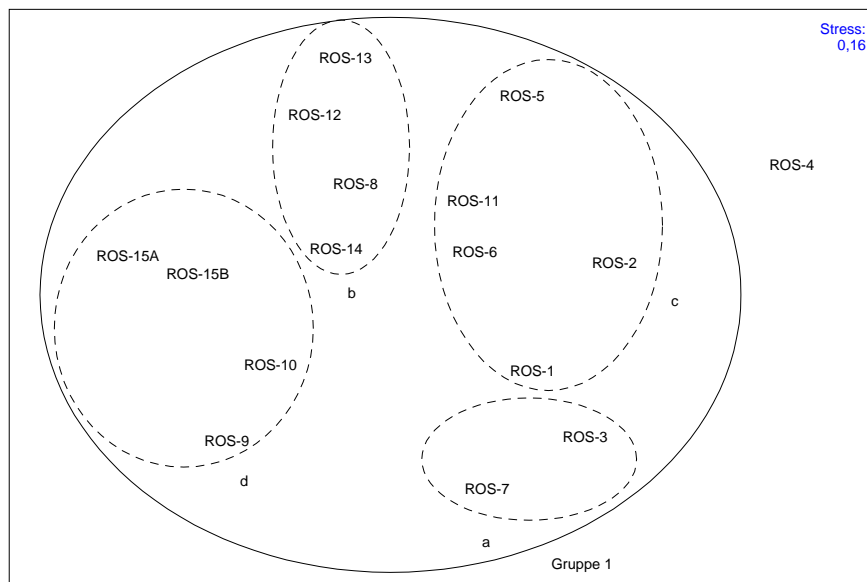 Stress:
0,16
ROS-13
ROS-5
ROS-12
ROS-4
ROS-8
ROS-11
ROS-14
ROS-6
ROS-15A
ROS-2
ROS-15B
b
c
ROS-10
ROS-1
ROS-3
ROS-9
d
ROS-7
a
Gruppe 1